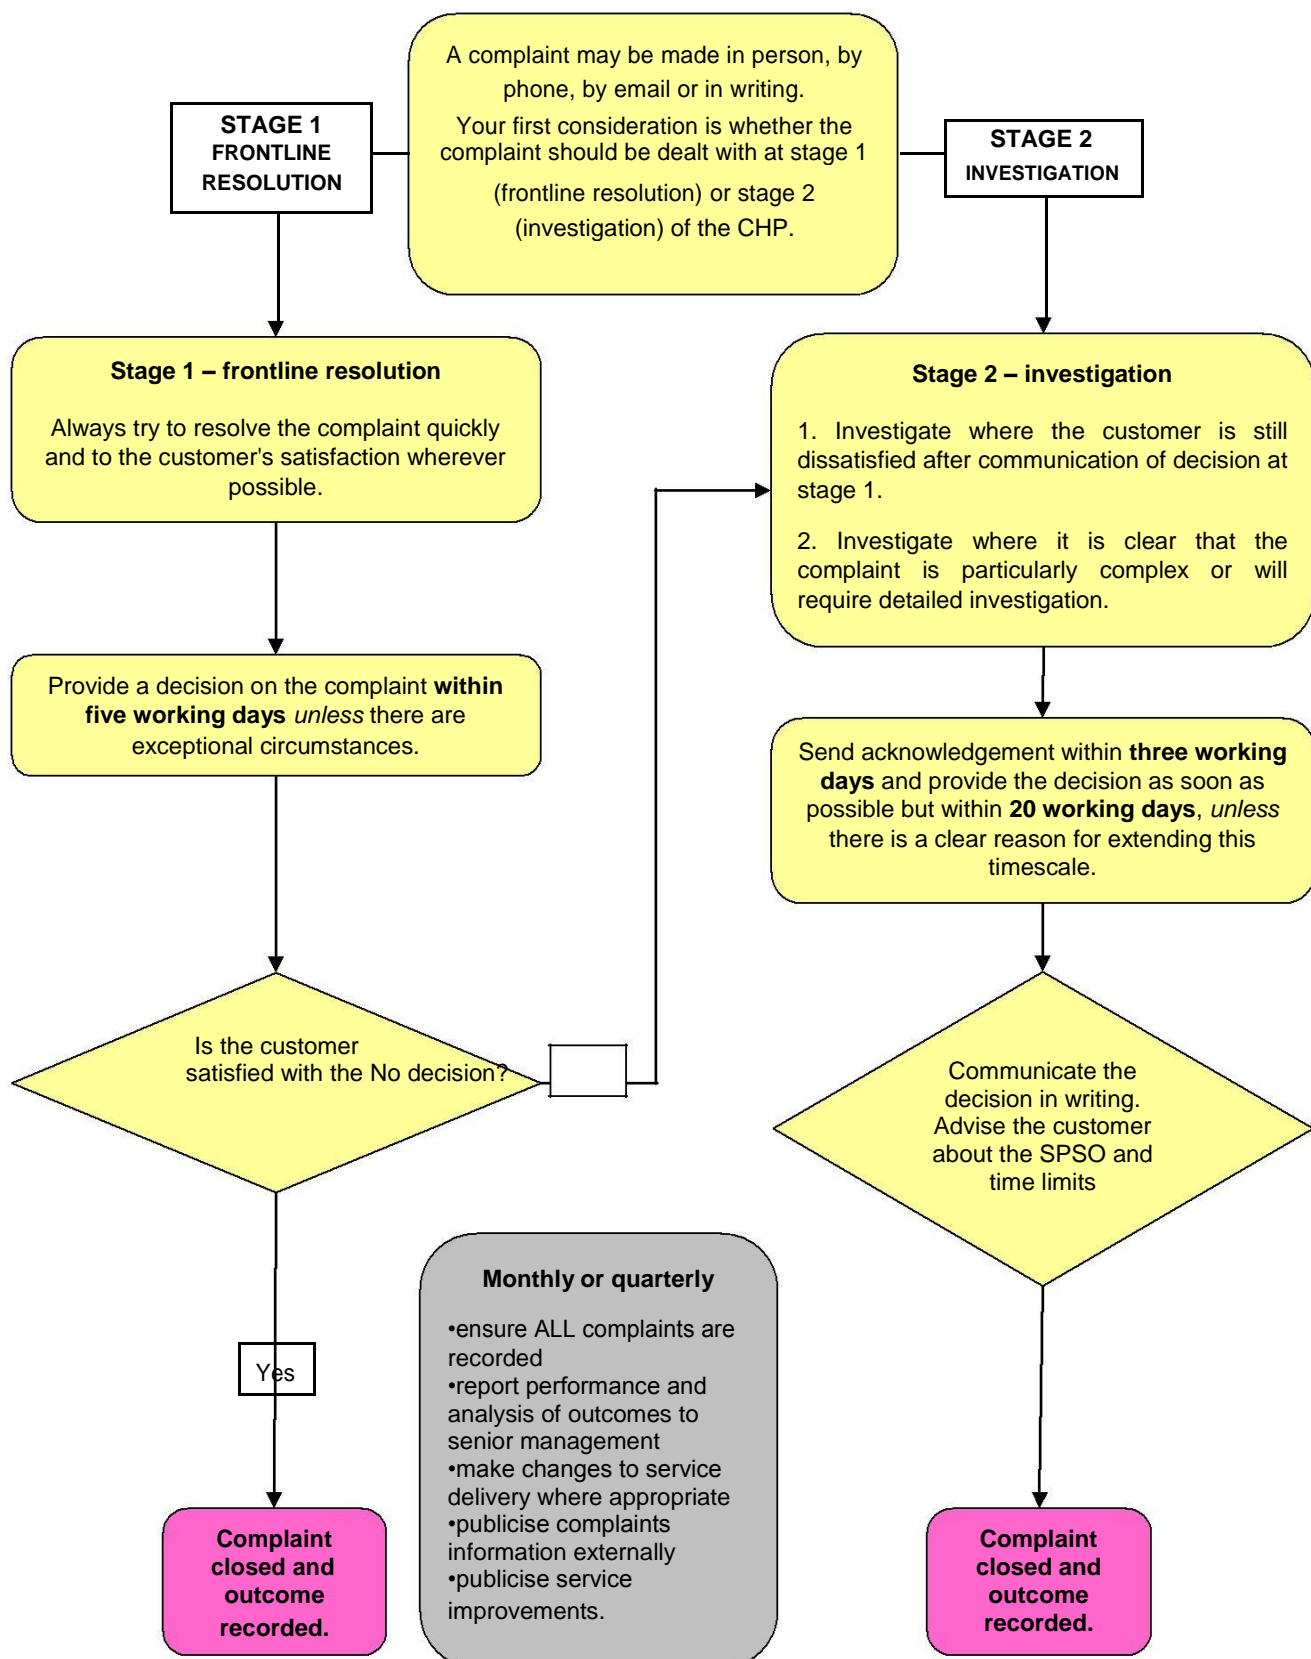 A complaint may be made in person, by
phone, by email or in writing.
Your first consideration is whether the
complaint should be dealt with at stage 1
(frontline resolution) or stage 2
(investigation) of the CHP.
STAGE 1
FRONTLINE
RESOLUTION
STAGE 2
INVESTIGATION
Stage 1 – frontline resolution
Always try to resolve the complaint quickly
and to the customer's satisfaction wherever
possible.
Provide a decision on the complaint within
five working days unless there are
exceptional circumstances.
Is the customer
satisfied with the No decision?
Yes
Complaint
closed and
outcome
recorded.
Stage 2 – investigation
1. Investigate where the customer is still
dissatisfied after communication of decision at
stage 1.
2. Investigate where it is clear that the
complaint is particularly complex or will
require detailed investigation.
Send acknowledgement within three working
days and provide the decision as soon as
possible but within 20 working days, unless
there is a clear reason for extending this
timescale.
Communicate the
decision in writing.
Advise the customer
about the SPSO and
time limits
Complaint
closed and
outcome
recorded.
Monthly or quarterly
•ensure ALL complaints are
recorded
•report performance and
analysis of outcomes to
senior management
•make changes to service
delivery where appropriate
•publicise complaints
information externally
•publicise service
improvements.